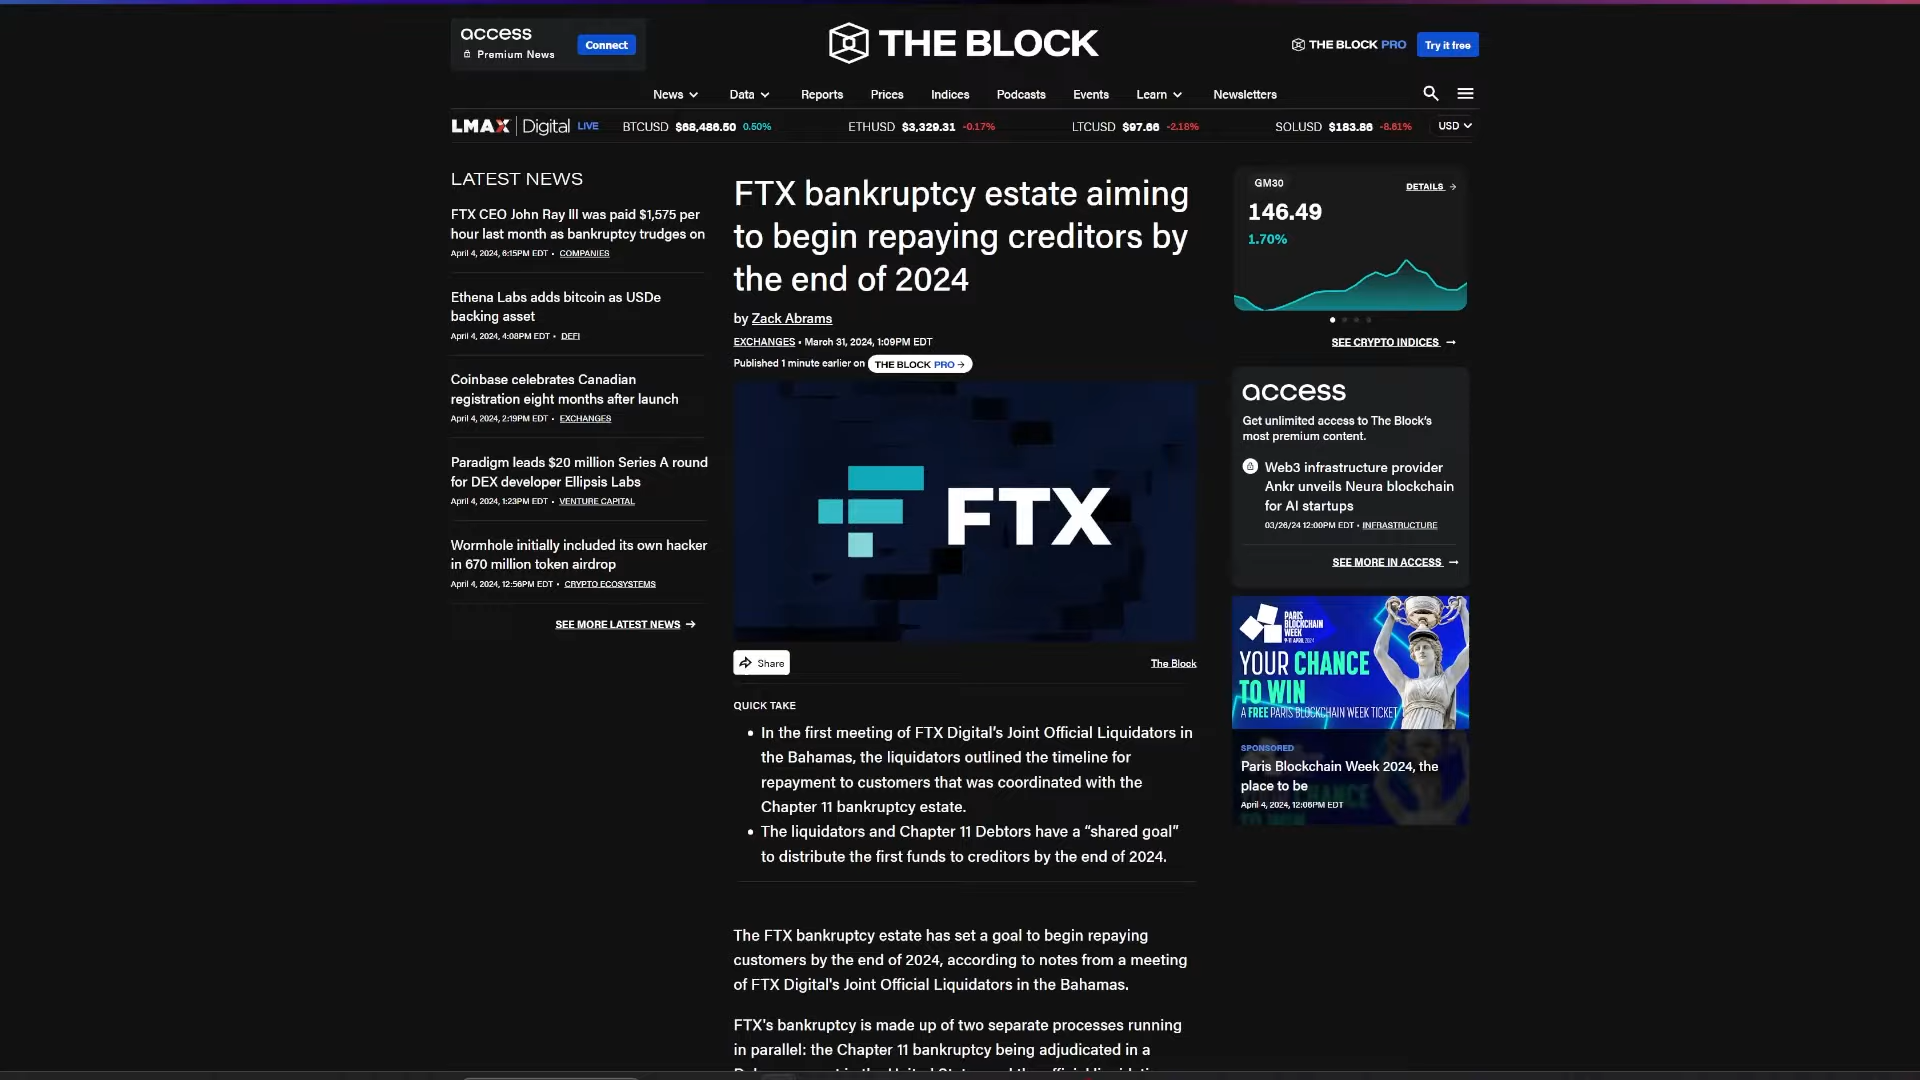 access
Premium News
Connect
THE BLOCK
THE BLOCK PRO
Try it free
News
Data
Reports
Prices
Indices
Podcasts
Events
Learn
Newsletters
LMAX Digital LIVE
BTCUSD $68,486.50 0.50%
ETHUSD $3,329.31 -0.17%
LTCUSD $97.66 -2.18%
SOLUSD $183.86 -8.61%
USD
LATEST NEWS
FTX CEO John Ray III was paid $1,575 per
hour last month as bankruptcy trudges on
April 4, 2024, 6:15PM EDT • COMPANIES
Ethena Labs adds bitcoin as USDe
backing asset
April 4, 2024, 4:08PM EDT • DEFI
Coinbase celebrates Canadian
registration eight months after launch
April 4, 2024, 2:19PM EDT • EXCHANGES
Paradigm leads $20 million Series A round
for DEX developer Ellipsis Labs
April 4, 2024, 1:23PM EDT • VENTURE CAPITAL
Wormhole initially included its own hacker
in 670 million token airdrop
April 4, 2024, 12:56PM EDT • CRYPTO ECOSYSTEMS
SEE MORE LATEST NEWS →
FTX bankruptcy estate aiming
to begin repaying creditors by
the end of 2024
by Zack Abrams
EXCHANGES • March 31, 2024, 1:09PM EDT
Published 1 minute earlier on THE BLOCK PRO →
FTX
Share
The Block
QUICK TAKE
• In the first meeting of FTX Digital’s Joint Official Liquidators in
the Bahamas, the liquidators outlined the timeline for
repayment to customers that was coordinated with the
Chapter 11 bankruptcy estate.
• The liquidators and Chapter 11 Debtors have a “shared goal”
to distribute the first funds to creditors by the end of 2024.
The FTX bankruptcy estate has set a goal to begin repaying
customers by the end of 2024, according to notes from a meeting
of FTX Digital's Joint Official Liquidators in the Bahamas.
FTX's bankruptcy is made up of two separate processes running
in parallel: the Chapter 11 bankruptcy being adjudicated in a
GM30
DETAILS →
146.49
1.70%
SEE CRYPTO INDICES →
access
Get unlimited access to The Block’s
most premium content.
Web3 infrastructure provider
Ankr unveils Neura blockchain
for AI startups
03/26/24 12:00PM EDT • INFRASTRUCTURE
SEE MORE IN ACCESS →
PARIS
BLOCKCHAIN
WEEK
YOUR CHANCE
TO WIN
A FREE PARIS BLOCKCHAIN WEEK TICKET
SPONSORED
Paris Blockchain Week 2024, the
place to be
April 4, 2024, 12:06PM EDT